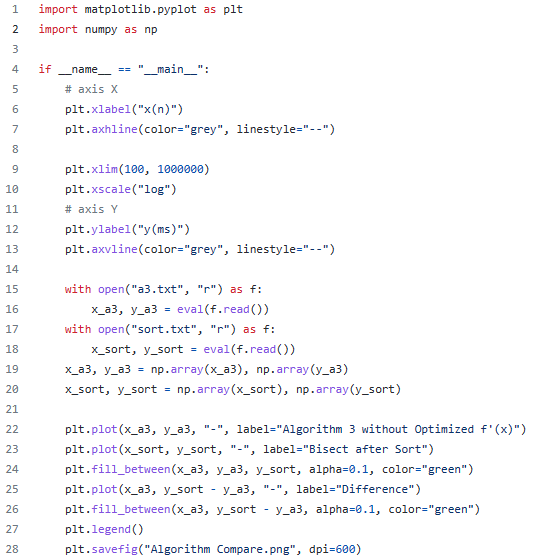 1 import matplotlib.pyplot as plt
2 import numpy as np
3
4 if __name__ == "__main__":
5     # axis X
6     plt.xlabel("x(n)")
7     plt.axhline(color="grey", linestyle="--")
8
9     plt.xlim(100, 1000000)
10     plt.xscale("log")
11     # axis Y
12     plt.ylabel("y(ms)")
13     plt.axvline(color="grey", linestyle="--")
14
15     with open("a3.txt", "r") as f:
16         x_a3, y_a3 = eval(f.read())
17     with open("sort.txt", "r") as f:
18         x_sort, y_sort = eval(f.read())
19     x_a3, y_a3 = np.array(x_a3), np.array(y_a3)
20     x_sort, y_sort = np.array(x_sort), np.array(y_sort)
21
22     plt.plot(x_a3, y_a3, "-", label="Algorithm 3 without Optimized f'(x)")
23     plt.plot(x_sort, y_sort, "-", label="Bisect after Sort")
24     plt.fill_between(x_a3, y_a3, y_sort, alpha=0.1, color="green")
25     plt.plot(x_a3, y_sort - y_a3, "-", label="Difference")
26     plt.fill_between(x_a3, y_sort - y_a3, alpha=0.1, color="green")
27     plt.legend()
28     plt.savefig("Algorithm Compare.png", dpi=600)